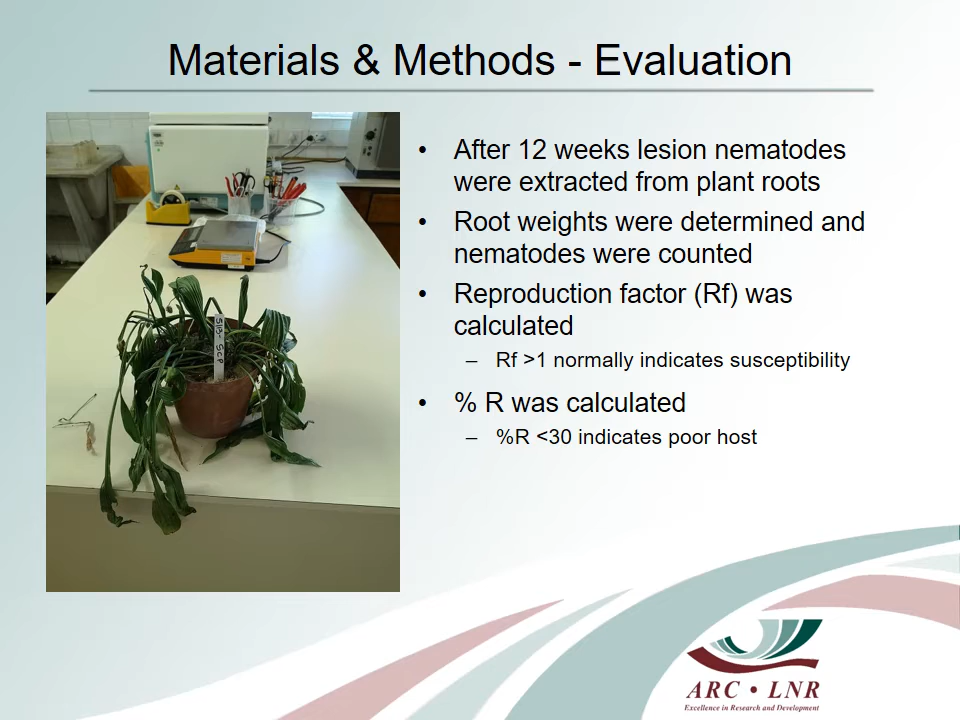 Materials & Methods - Evaluation
• After 12 weeks lesion nematodes
were extracted from plant roots
• Root weights were determined and
nematodes were counted
• Reproduction factor (Rf) was
calculated
– Rf >1 normally indicates susceptibility
• % R was calculated
– %R <30 indicates poor host
ARC • LNR
Excellence in Research and Development